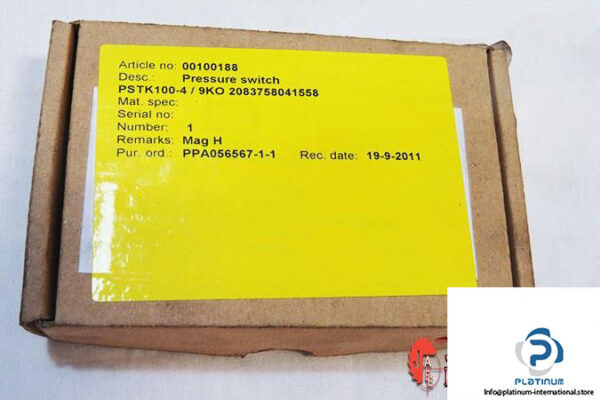 Article no: 00100188
Desc.: Pressure switch
PSTK100-4 / 9KO 2083758041558
Mat. spec:
Serial no:
Number: 1
Remarks: Mag H
Pur. ord.: PPA056567-1-1 Rec. date: 19-9-2011
PLATINUM
Info@platinum-international.store